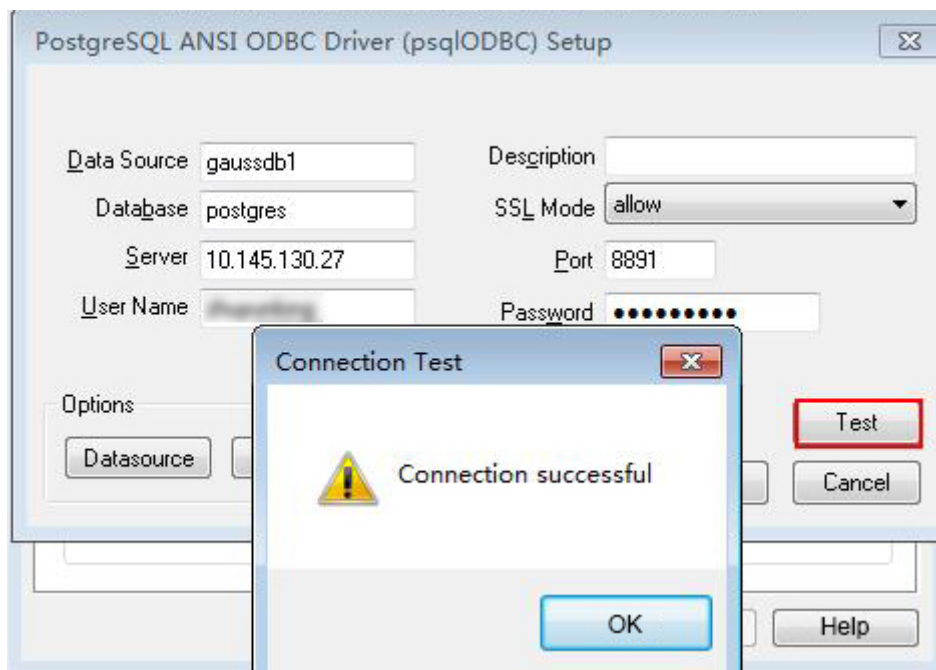 PostgreSQL ANSI ODBC Driver (psqlODBC) Setup
Data Source gaussdb1 Description
Database postgres SSL Mode allow
Server 10.145.130.27 Port 8891
User Name Password •••••••••
Connection Test
Options
Test
Datasource
Connection successful
Cancel
OK
Help